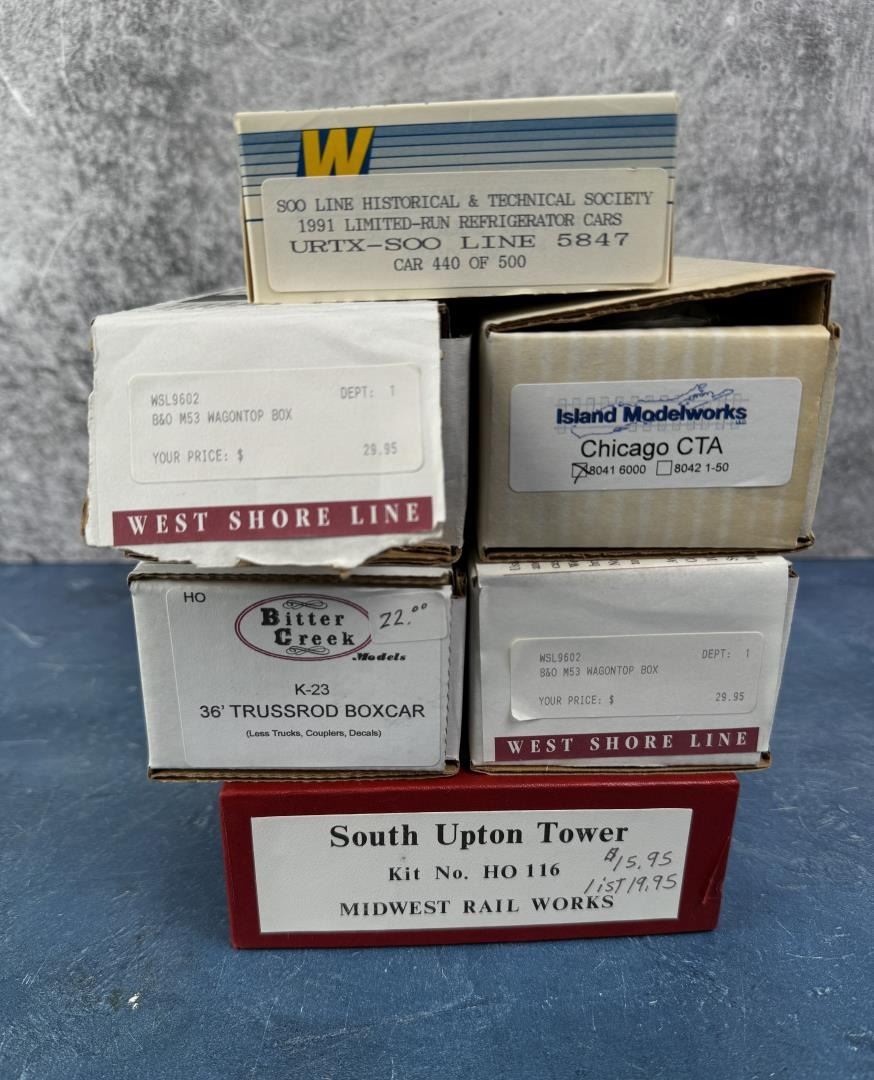 W
SOO LINE HISTORICAL & TECHNICAL SOCIETY
1991 LIMITED-RUN REFRIGERATOR CARS
URTX-SOO LINE 5847
CAR 440 OF 500
WSL9602 DEPT: 1
B&O M53 WAGONTOP BOX
YOUR PRICE: $ 29.95
WEST SHORE LINE
Island Modelworks
Chicago CTA
8041 6000 8042 1-50
HO
Bitter
Creek
Models
22.00
K-23
36' TRUSSROD BOXCAR
(Less Trucks, Couplers, Decals)
WSL9602 DEPT: 1
B&O M53 WAGONTOP BOX
YOUR PRICE: $ 29.95
WEST SHORE LINE
South Upton Tower
Kit No. HO 116
$15.95
list 19.95
MIDWEST RAIL WORKS